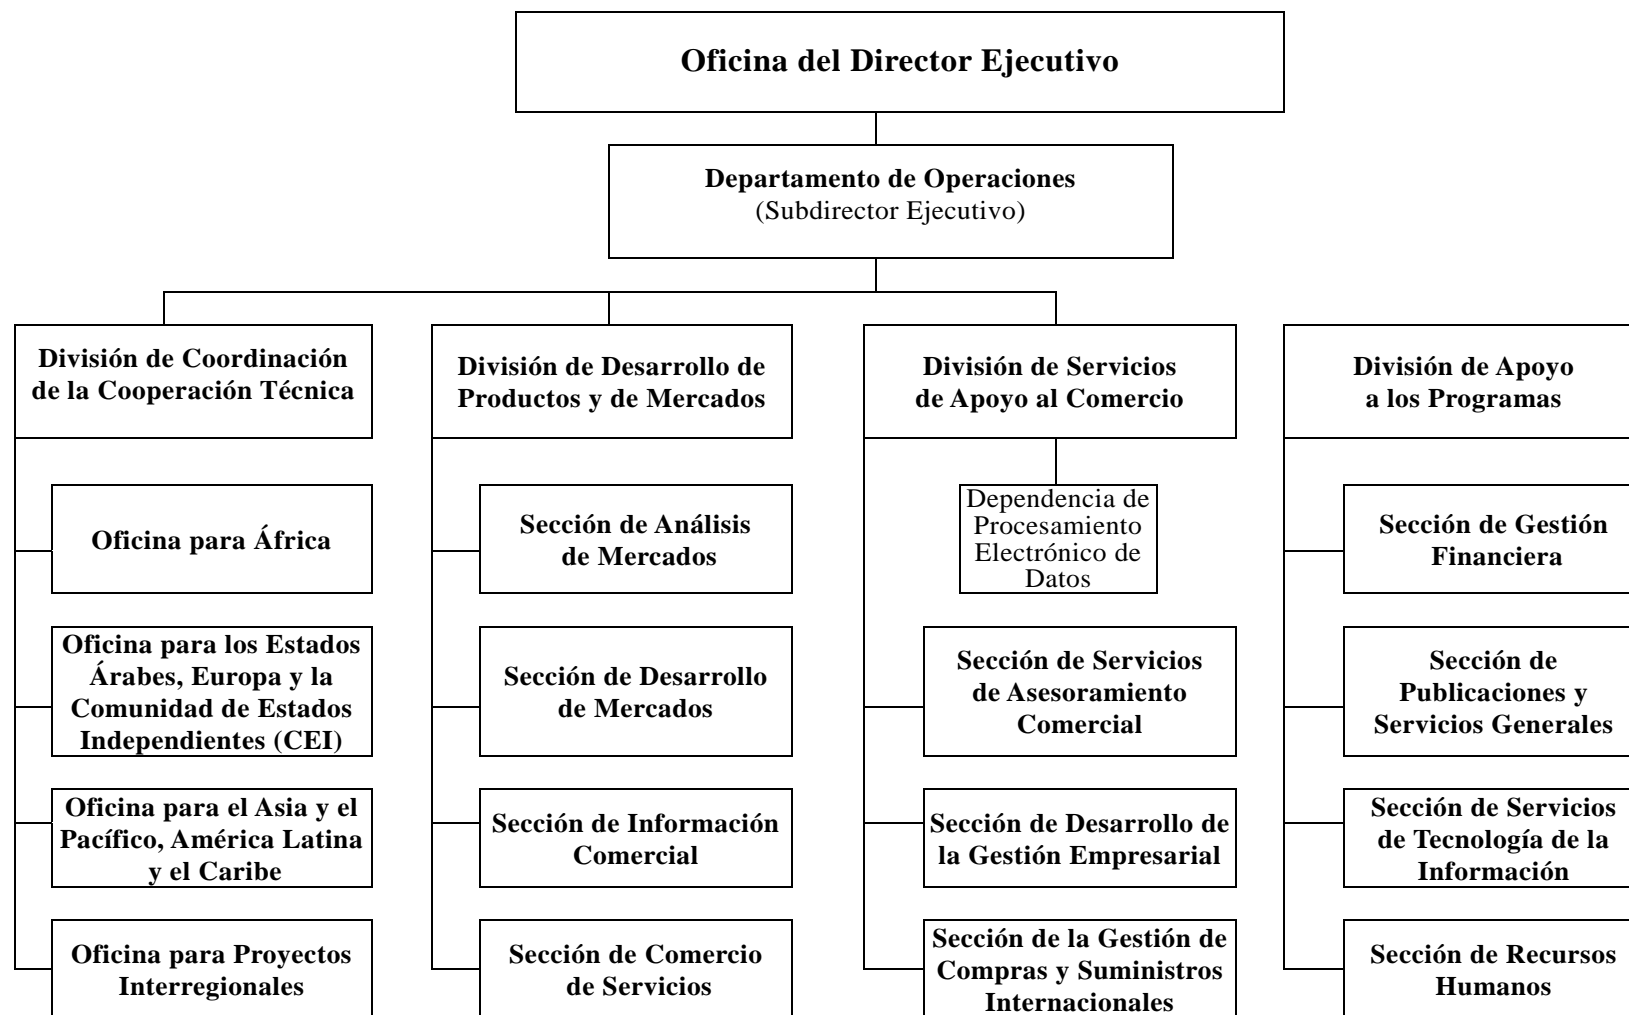 Oficina del Director Ejecutivo
Departamento de Operaciones
(Subdirector Ejecutivo)
División de Coordinación
de la Cooperación Técnica
Oficina para África
Oficina para los Estados
Árabes, Europa y la
Comunidad de Estados
Independientes (CEI)
Oficina para el Asia y el
Pacífico, América Latina
y el Caribe
Oficina para Proyectos
Interregionales
División de Desarrollo de
Productos y de Mercados
Sección de Análisis
de Mercados
Sección de Desarrollo
de Mercados
Sección de Información
Comercial
Sección de Comercio
de Servicios
División de Servicios
de Apoyo al Comercio
Dependencia de
Procesamiento
Electrónico de
Datos
Sección de Servicios
de Asesoramiento
Comercial
Sección de Desarrollo de
la Gestión Empresarial
Sección de la Gestión de
Compras y Suministros
Internacionales
División de Apoyo
a los Programas
Sección de Gestión
Financiera
Sección de
Publicaciones y
Servicios Generales
Sección de Servicios
de Tecnología de la
Información
Sección de Recursos
Humanos